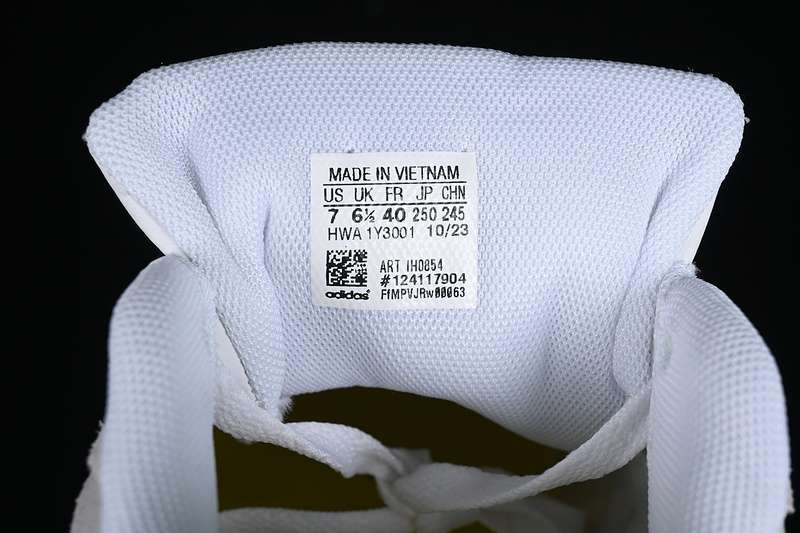 MADE IN VIETNAM
US UK FR JP CHN
7 6½ 40 250 245
HWA 1Y3001 10/23
ART IH0854
#124117904
adidas FfMPVJRw00063